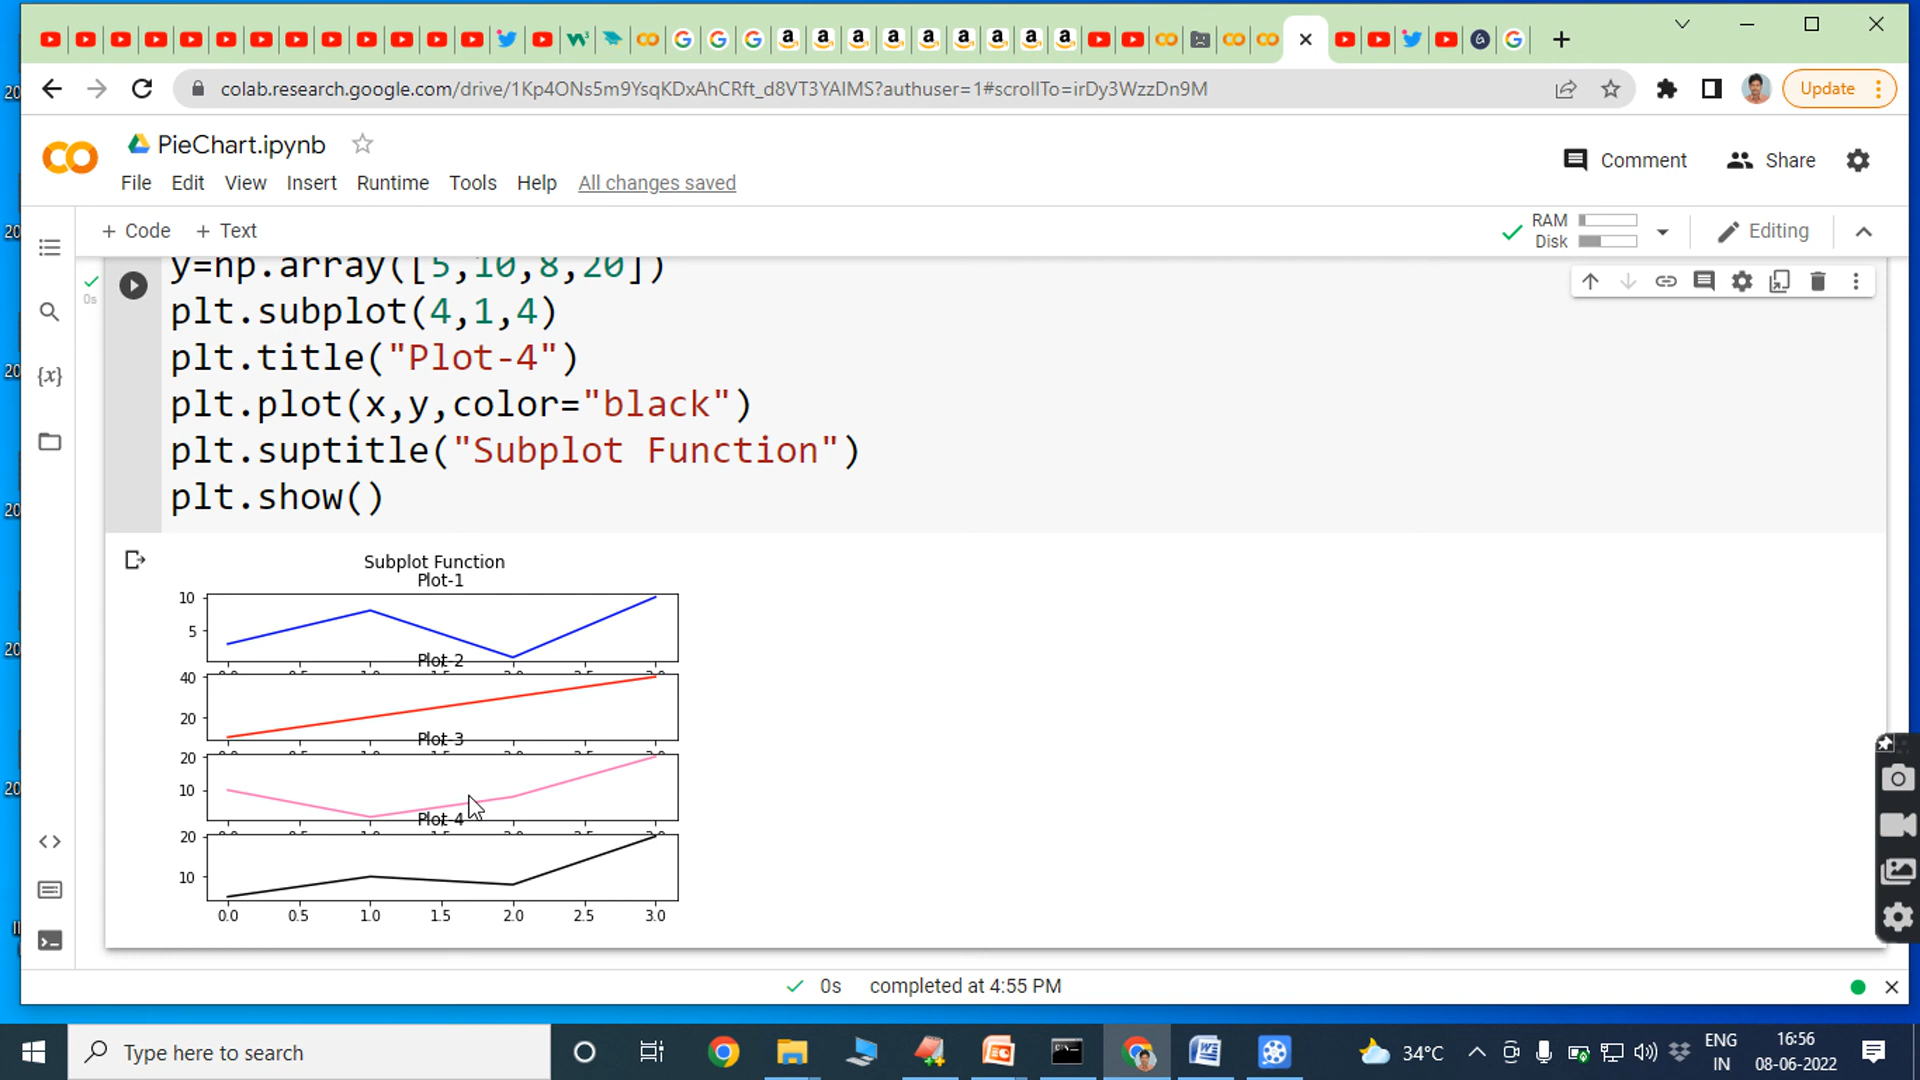 colab.research.google.com/drive/1Kp4ONs5m9YsqKDxAhCRft_d8VT3YAIMS?authuser=1#scrollTo=irDy3WzzDn9M
Update
PieChart.ipynb
Comment
Share
File Edit View Insert Runtime Tools Help All changes saved
+ Code + Text
RAM
Disk
Editing
y=np.array([5,10,8,20])
0s
plt.subplot(4,1,4)
plt.title("Plot-4")
{x}
plt.plot(x,y,color="black")
plt.suptitle("Subplot Function")
plt.show()
Subplot Function
Plot-1
10
5
Plot-2
40
20
Plot-3
20
10
Plot-4
20
10
0.0 0.5 1.0 1.5 2.0 2.5 3.0
0s completed at 4:55 PM
Type here to search
34°C
ENG
IN
16:56
08-06-2022